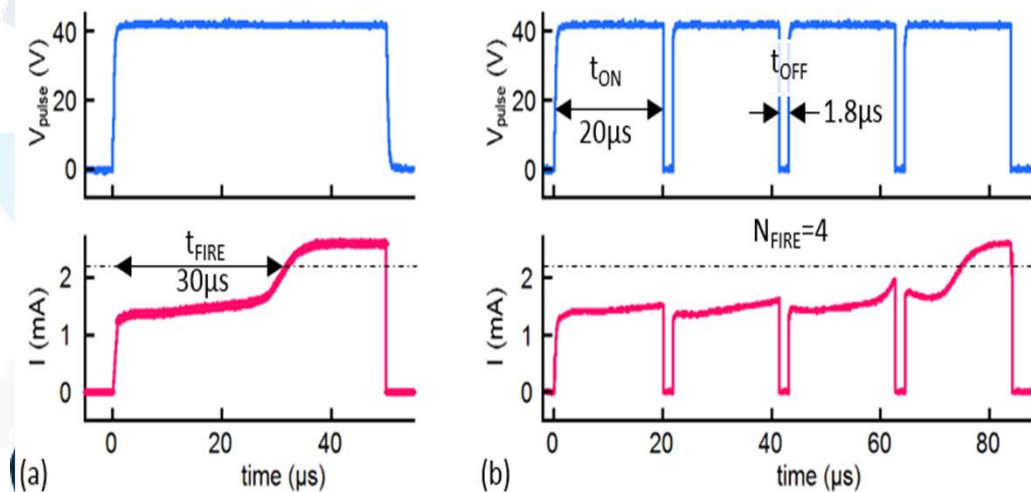 (a)
V_pulse (V)
40
20
0
I (mA)
2
1
0
t_FIRE
30µs
0
20
40
time (µs)
(b)
V_pulse (V)
40
20
0
t_ON
20µs
t_OFF
1.8µs
I (mA)
2
1
0
N_FIRE=4
0
20
40
60
80
time (µs)